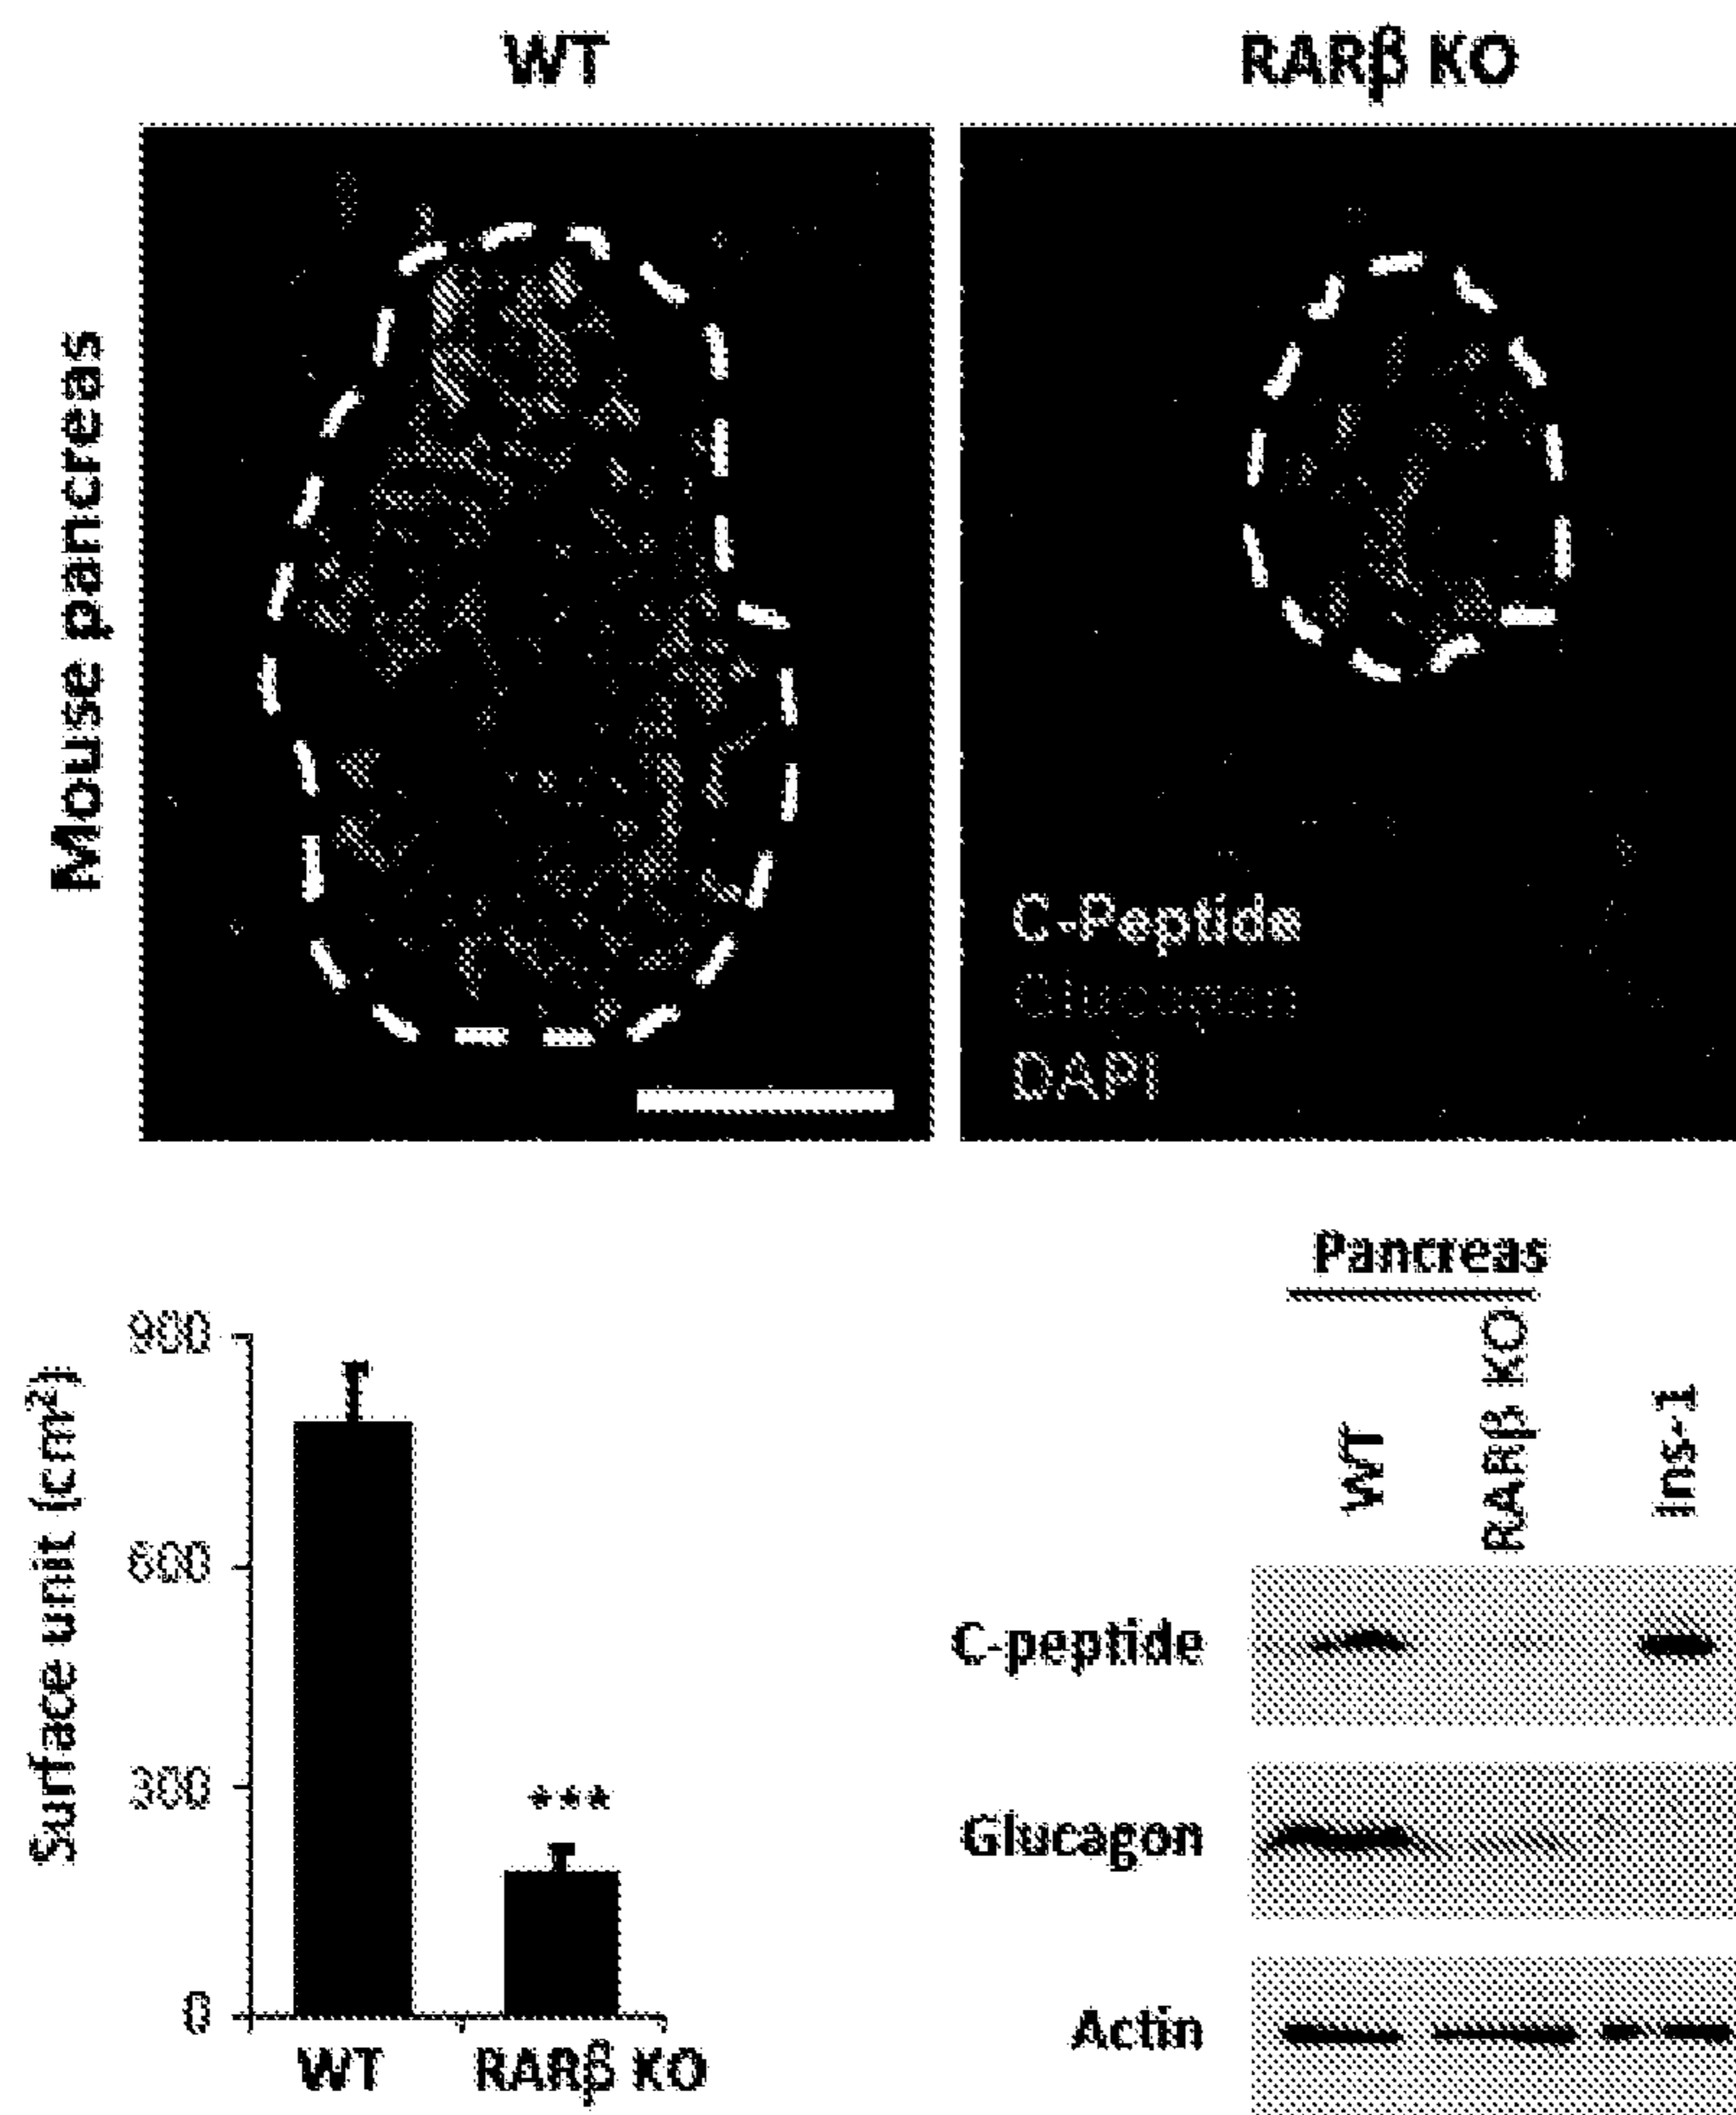 WT
RARβ KO
Mouse pancreas
C-Peptide
Glucagon
DAPI
Surface unit (cm²)
900
600
300
0
***
WT
RARβ KO
Pancreas
WT
RARβ KO
Ins-1
C-peptide
Glucagon
Actin